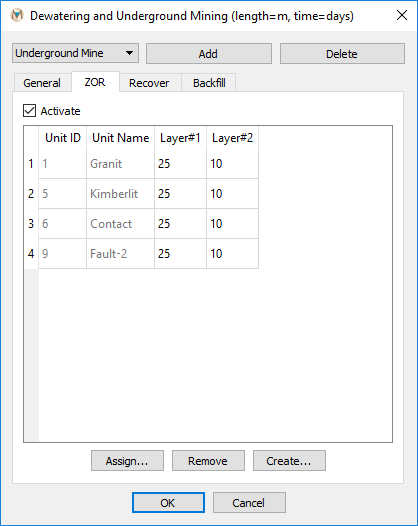 Dewatering and Underground Mining (length=m, time=days)
Underground Mine Add Delete
General ZOR Recover Backfill
Activate
Unit ID Unit Name Layer#1 Layer#2
1 1 Granit 25 10
2 5 Kimberlit 25 10
3 6 Contact 25 10
4 9 Fault-2 25 10
Assign... Remove Create...
OK Cancel